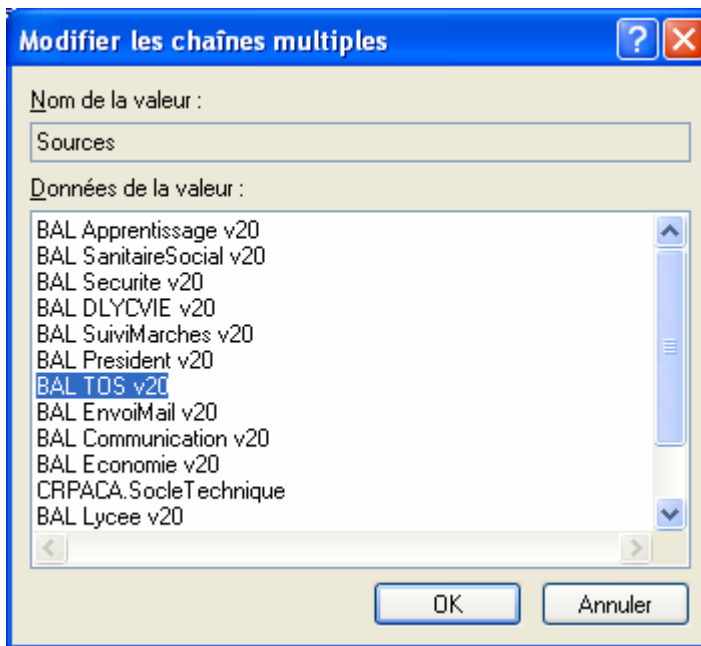 Modifier les chaînes multiples
Nom de la valeur :
Sources
Données de la valeur :
BAL Apprentissage v20
BAL SanitaireSocial v20
BAL Securite v20
BAL DLYCVIE v20
BAL SuiviMarches v20
BAL President v20
BAL TOS v20
BAL EnvoiMail v20
BAL Communication v20
BAL Economie v20
CRPACA.SocleTechnique
BAL Lycee v20
OK
Annuler